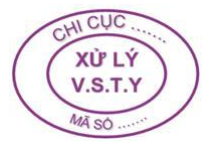 CHI CỤC .......
XỬ LÝ
V.S.T.Y
MÃ SỐ ......